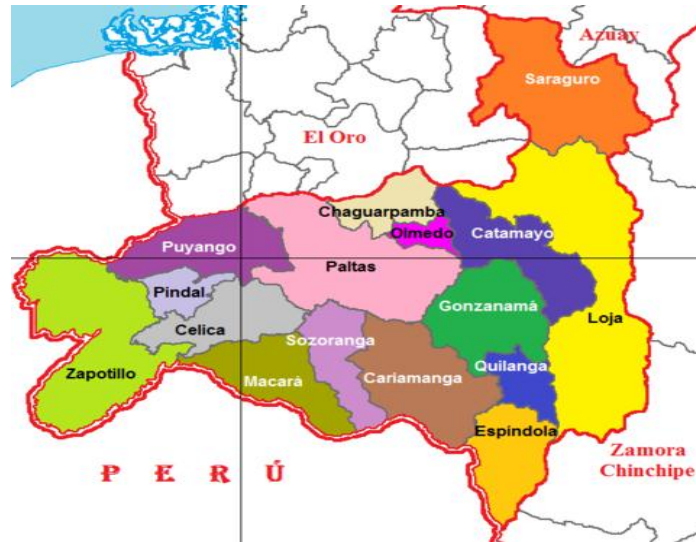 Azuay
Saraguro
El Oro
Chaguarpamba
Olmedo
Catamayo
Puyango
Paltas
Pindal
Gonzanamá
Celica
Loja
Sozoranga
Zapotillo
Macará
Cariamanga
Quilanga
Espíndola
Zamora
Chinchipe
P E R Ú